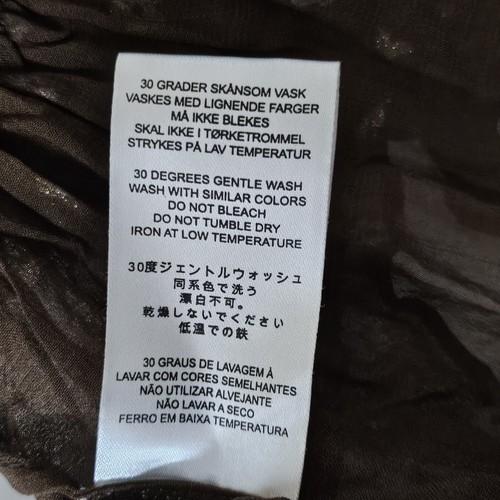 30 GRADER SKÅNSOM VASK
VASKES MED LIGNENDE FARGER
MÅ IKKE BLEKES
SKAL IKKE I TØRKETROMMEL
STRYKES PÅ LAV TEMPERATUR
30 DEGREES GENTLE WASH
WASH WITH SIMILAR COLORS
DO NOT BLEACH
DO NOT TUMBLE DRY
IRON AT LOW TEMPERATURE
30度ジェントルウォッシュ
同系色で洗う
漂白不可。
乾燥しないでください
低温での鉄
30 GRAUS DE LAVAGEM À
LAVAR COM CORES SEMELHANTES
NÃO UTILIZAR ALVEJANTE
NÃO LAVAR A SECO
FERRO EM BAIXA TEMPERATURA